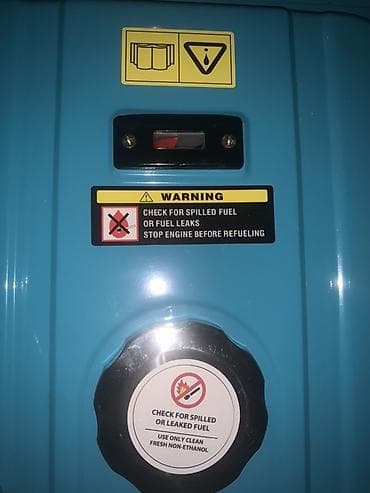 WARNING
CHECK FOR SPILLED FUEL
OR FUEL LEAKS
STOP ENGINE BEFORE REFUELING
CHECK FOR SPILLED
OR LEAKED FUEL
USE ONLY CLEAN
FRESH NON-ETHANOL